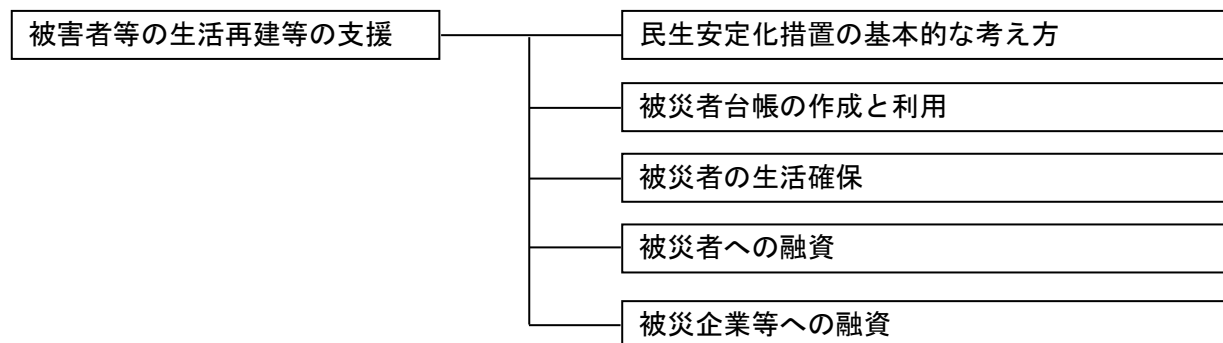 被害者等の生活再建等の支援
民生安定化措置の基本的な考え方
被災者台帳の作成と利用
被災者の生活確保
被災者への融資
被災企業等への融資